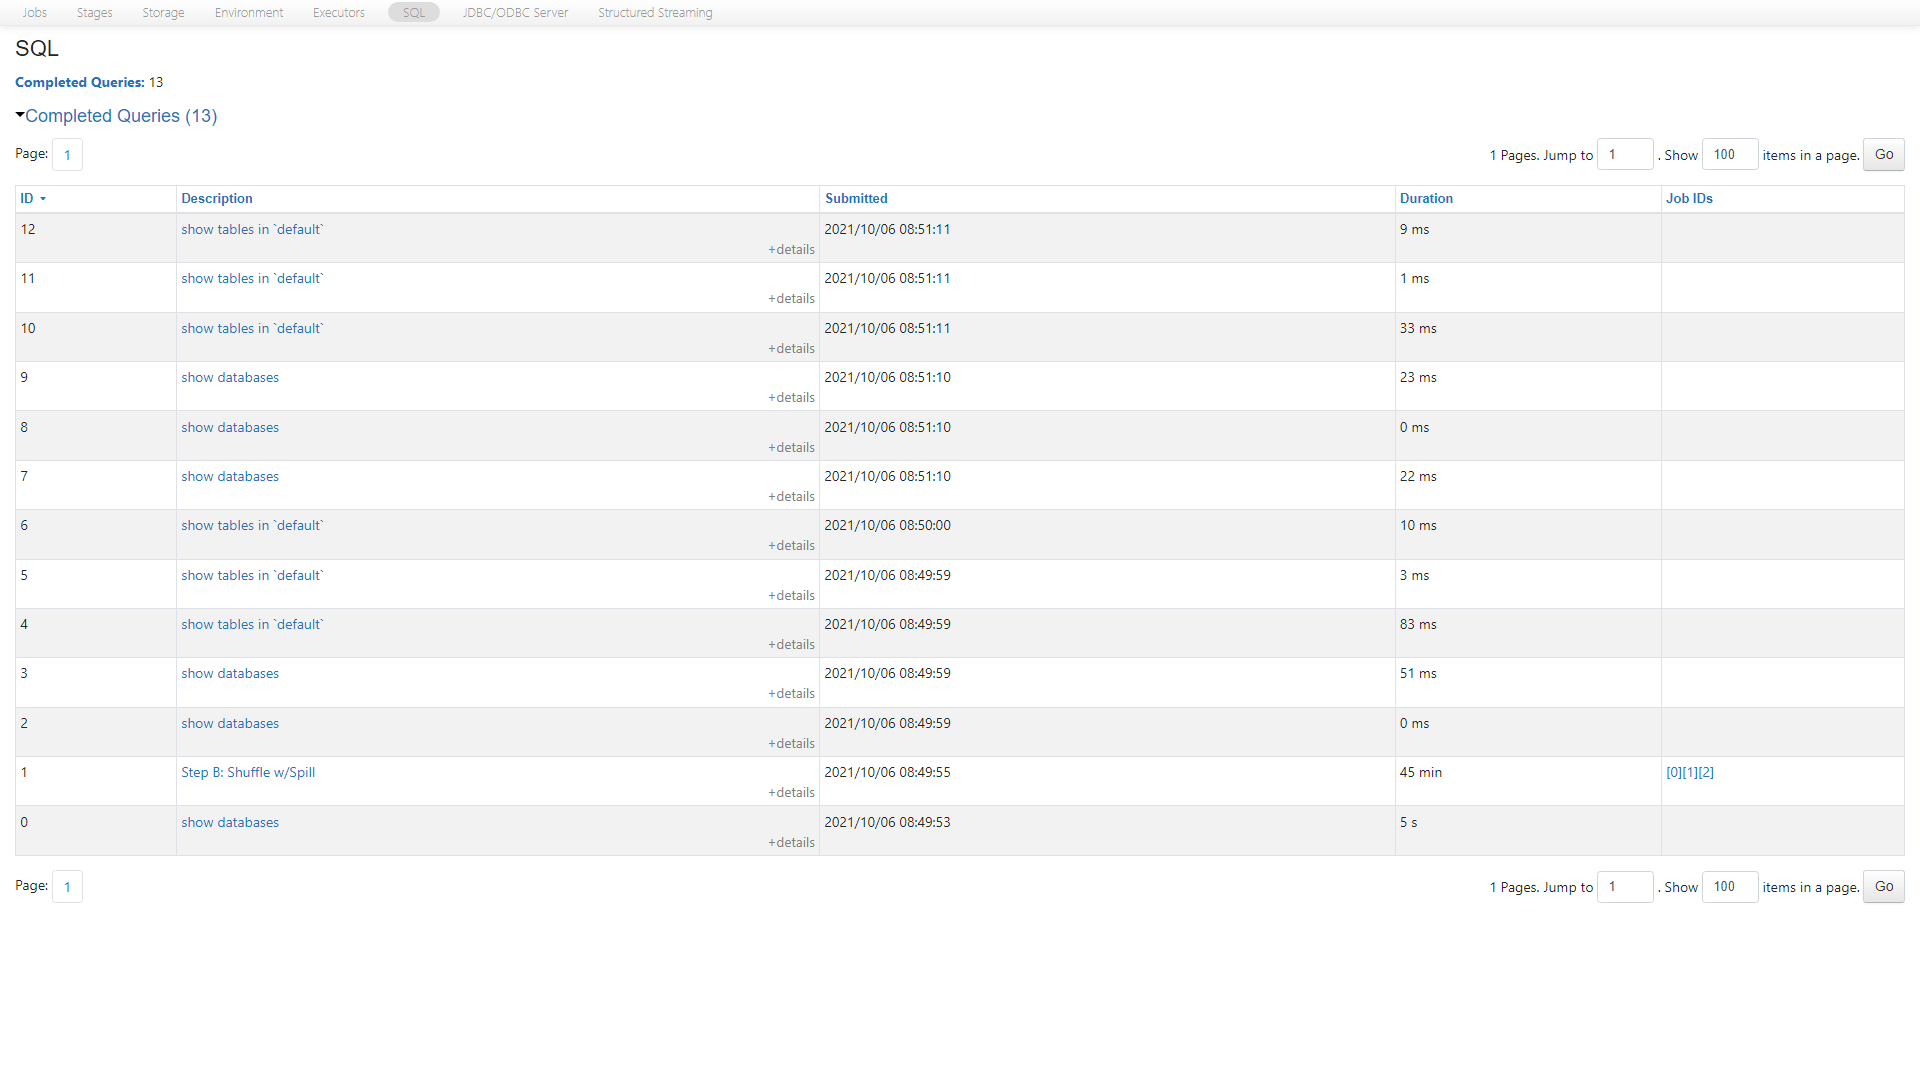 Jobs Stages Storage Environment Executors SQL JDBC/ODBC Server Structured Streaming
SQL
Completed Queries: 13
Completed Queries (13)
Page: 1 1 Pages. Jump to 1 . Show 100 items in a page. Go
ID Description Submitted Duration Job IDs
12 show tables in `default` 2021/10/06 08:51:11 9 ms
+details
11 show tables in `default` 2021/10/06 08:51:11 1 ms
+details
10 show tables in `default` 2021/10/06 08:51:11 33 ms
+details
9 show databases 2021/10/06 08:51:10 23 ms
+details
8 show databases 2021/10/06 08:51:10 0 ms
+details
7 show databases 2021/10/06 08:51:10 22 ms
+details
6 show tables in `default` 2021/10/06 08:50:00 10 ms
+details
5 show tables in `default` 2021/10/06 08:49:59 3 ms
+details
4 show tables in `default` 2021/10/06 08:49:59 83 ms
+details
3 show databases 2021/10/06 08:49:59 51 ms
+details
2 show databases 2021/10/06 08:49:59 0 ms
+details
1 Step B: Shuffle w/Spill 2021/10/06 08:49:55 45 min [0][1][2]
+details
0 show databases 2021/10/06 08:49:53 5 s
+details
Page: 1 1 Pages. Jump to 1 . Show 100 items in a page. Go